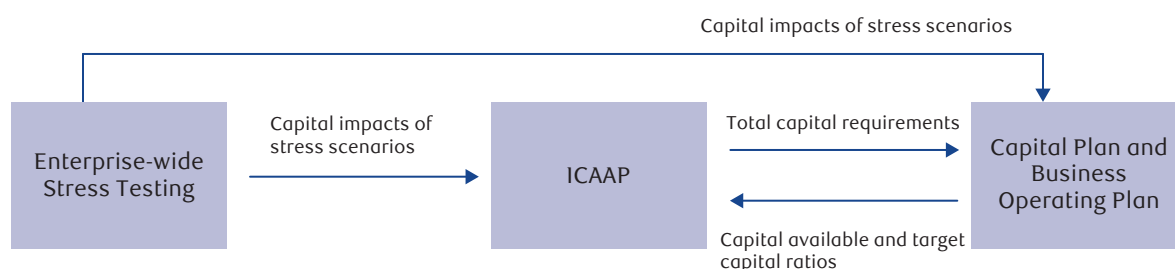 Capital impacts of stress scenarios
Enterprise-wide
Stress Testing
Capital impacts of
stress scenarios
ICAAP
Total capital requirements
Capital available and target
capital ratios
Capital Plan and
Business
Operating Plan